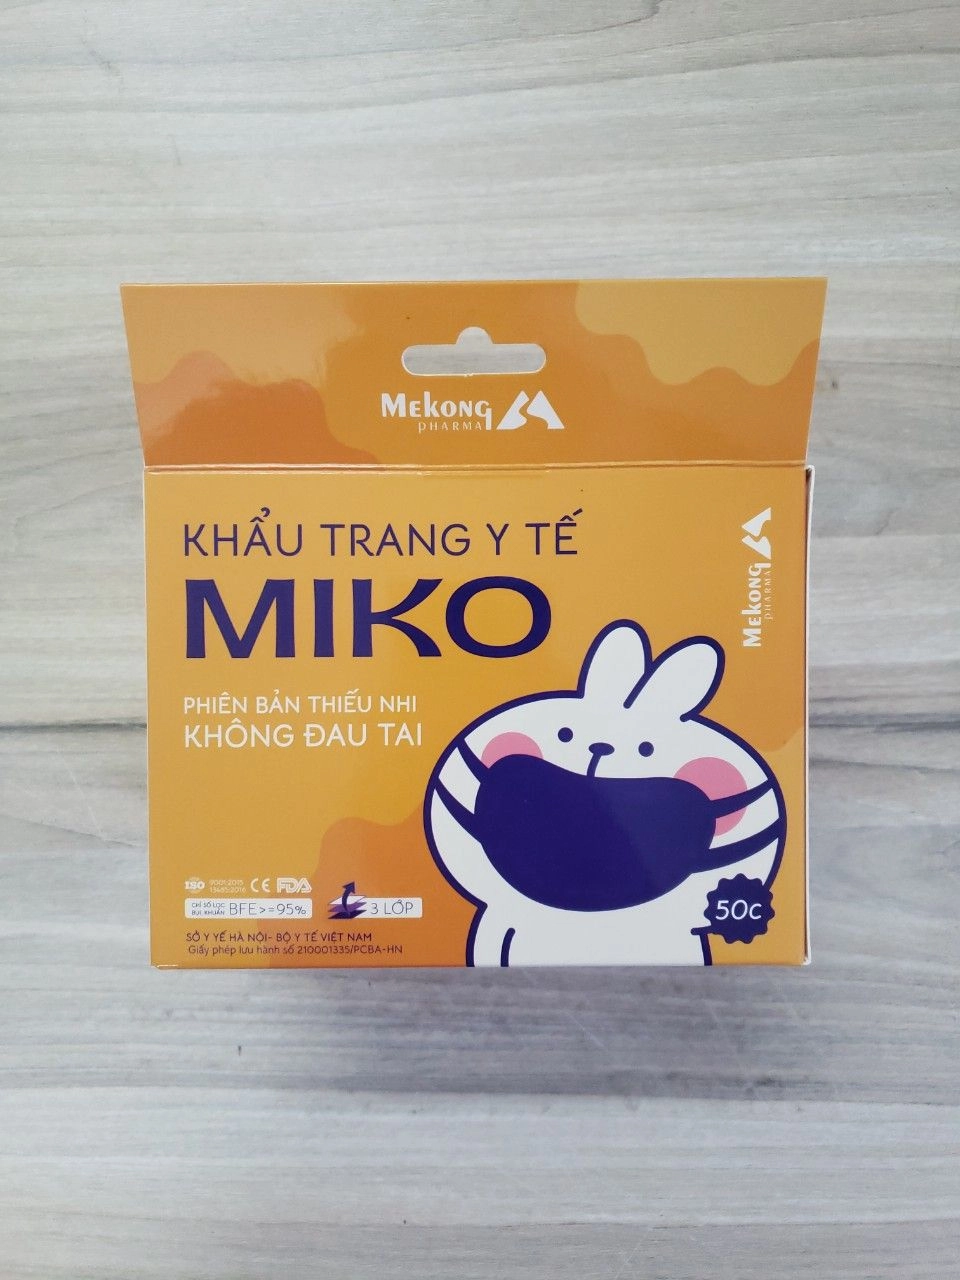 MEKONG
PHARMA
KHẨU TRANG Y TẾ
MIKO
MEKONG
PHARMA
PHIÊN BẢN THIẾU NHI
KHÔNG ĐAU TAI
ISO 9001:2015
13485:2016
CE FDA
CHỈ SỐ LỌC
BỤI, KHUẨN
BFE>=95%
3 LỚP
50c
SỞ Y YẾ HÀ NỘI- BỘ Y TẾ VIỆT NAM
Giấy phép lưu hành số 210001335/PCBA-HN